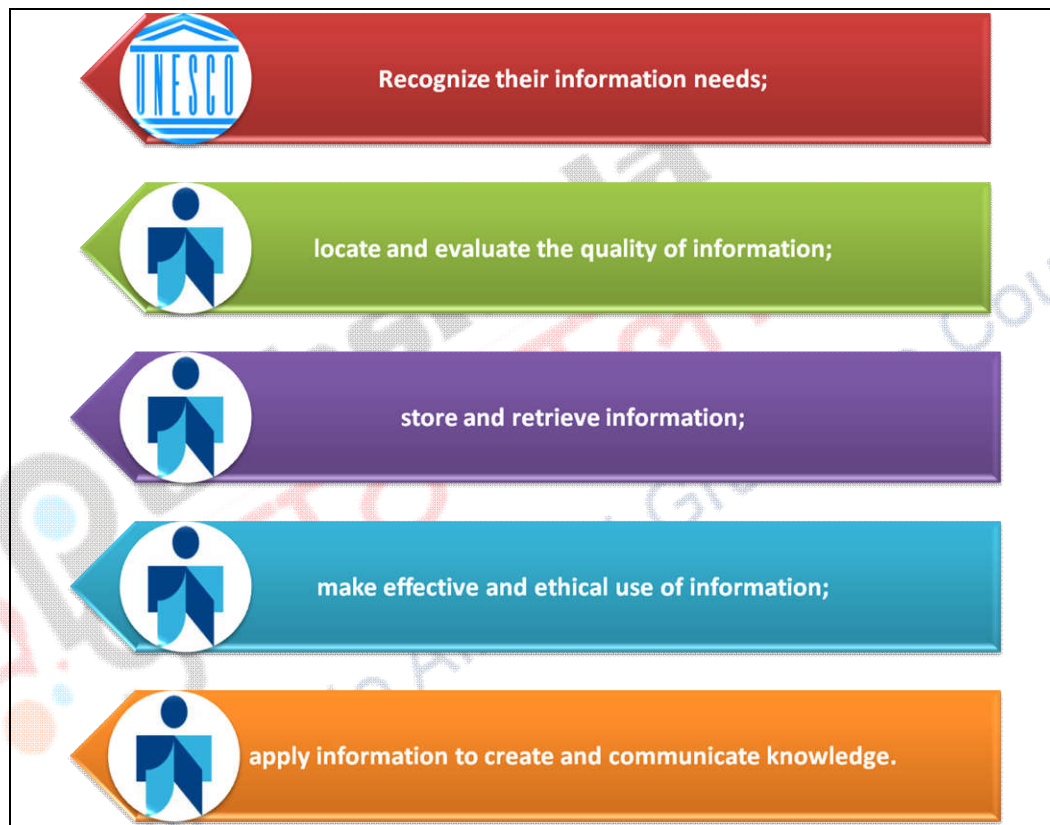 UNESCO
Recognize their information needs;
locate and evaluate the quality of information;
store and retrieve information;
make effective and ethical use of information;
apply information to create and communicate knowledge.